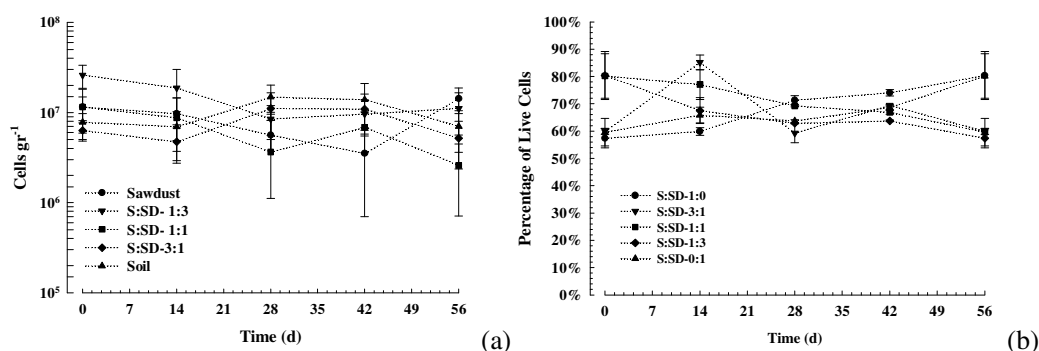 10⁸
10⁷
10⁶
10⁵
Cells gr⁻¹
Sawdust
S:SD- 1:3
S:SD- 1:1
S:SD-3:1
Soil
0 7 14 21 28 35 42 49 56
Time (d)
(a)
100%
90%
80%
70%
60%
50%
40%
30%
20%
10%
0%
Percentage of Live Cells
S:SD-1:0
S:SD-3:1
S:SD-1:1
S:SD-1:3
S:SD-0:1
0 7 14 21 28 35 42 49 56
Time (d)
(b)